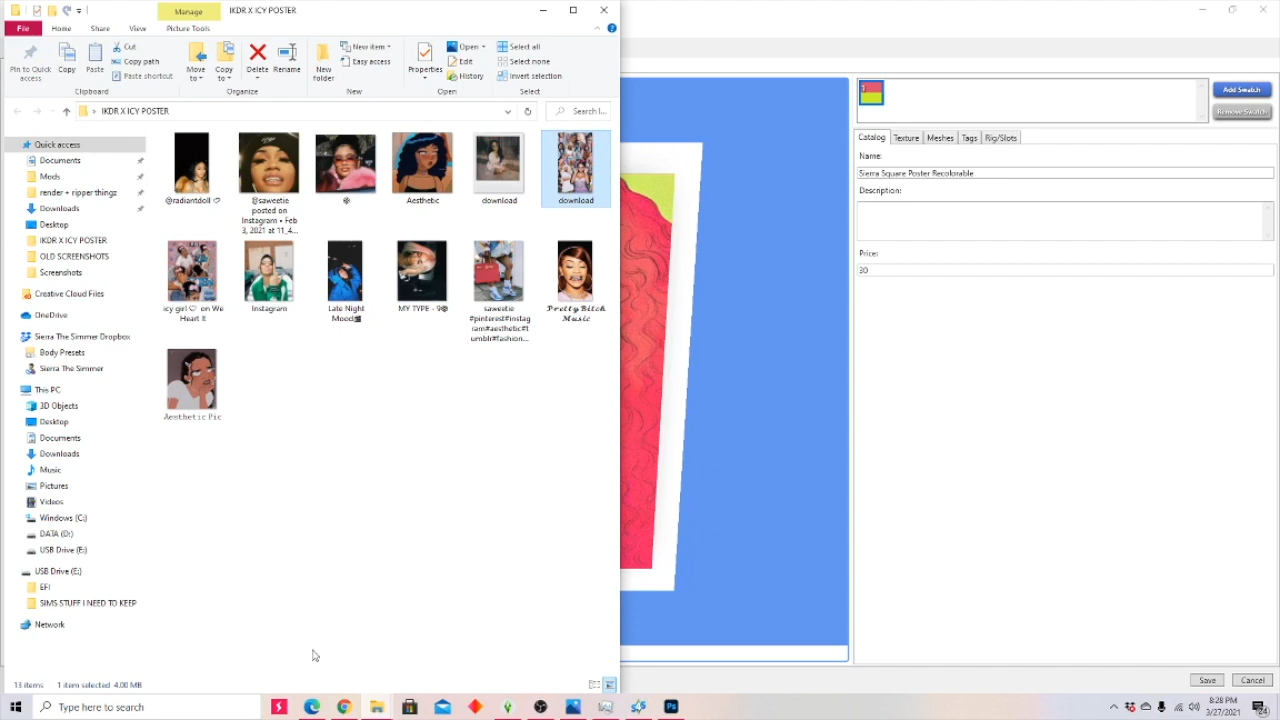 Manage
IKDR X ICY POSTER
File
Home
Share
View
Picture Tools
Pin to Quick
access
Copy
Paste
Cut
Copy path
Paste shortcut
Clipboard
Move
to
Copy
to
Delete
Rename
Organize
New
folder
New item
Easy access
New
Properties
Open
Edit
History
Open
Select all
Select none
Invert selection
Select
IKDR X ICY POSTER
Search I...
Quick access
Documents
Mods
render + ripper thingz
Downloads
Desktop
IKDR X ICY POSTER
OLD SCREENSHOTS
Screenshots
Creative Cloud Files
OneDrive
Sierra The Simmer Dropbox
Body Presets
Sierra The Simmer
This PC
3D Objects
Desktop
Documents
Downloads
Music
Pictures
Videos
Windows (C:)
DATA (D:)
USB Drive (E:)
USB Drive (E:)
EFI
SIMS STUFF I NEED TO KEEP
Network
@radiantdoll ♡
@saweetie
posted on
Instagram • Feb
3, 2021 at 11_4...
Aesthetic
download
download
icy girl ♡ on We
Heart It
Instagram
Late Night
Mood
MY TYPE - 9
saweetie
#pinterest#instag
ram#aesthetic#t
umblr#fashion...
𝓟𝓻𝓮𝓽𝓽𝔂𝓑𝓲𝓽𝓬𝓱
𝓜𝓾𝓼𝓲𝓬
Aesthetic Pic
13 items
1 item selected 4.00 MB
Add Swatch
Remove Swatch
Catalog
Texture
Meshes
Tags
Rig/Slots
Name:
Sierra Square Poster Recolorable
Description:
Price:
30
Save
Cancel
Type here to search
8:28 PM
3/27/2021